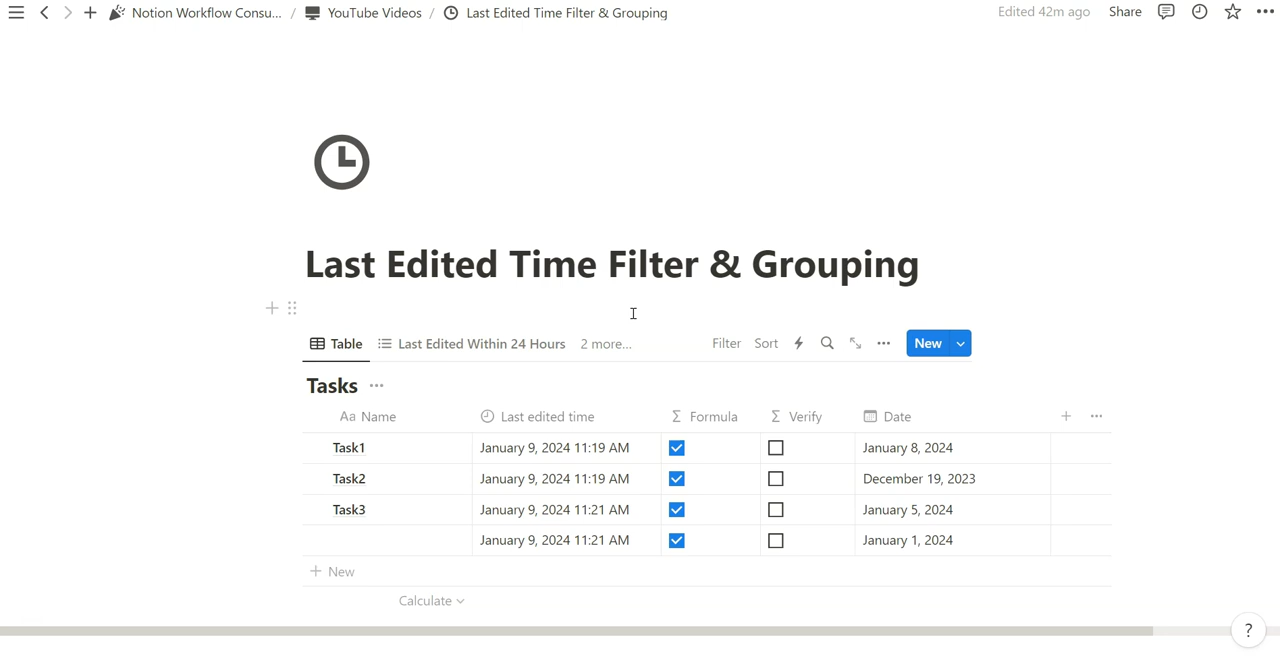 Notion Workflow Consu... / YouTube Videos / Last Edited Time Filter & Grouping Edited 42m ago Share
Last Edited Time Filter & Grouping
Table Last Edited Within 24 Hours 2 more... Filter Sort New
Tasks
Aa Name Last edited time Σ Formula Σ Verify Date
Task1 January 9, 2024 11:19 AM January 8, 2024
Task2 January 9, 2024 11:19 AM December 19, 2023
Task3 January 9, 2024 11:21 AM January 5, 2024
January 9, 2024 11:21 AM January 1, 2024
+ New
Calculate
?